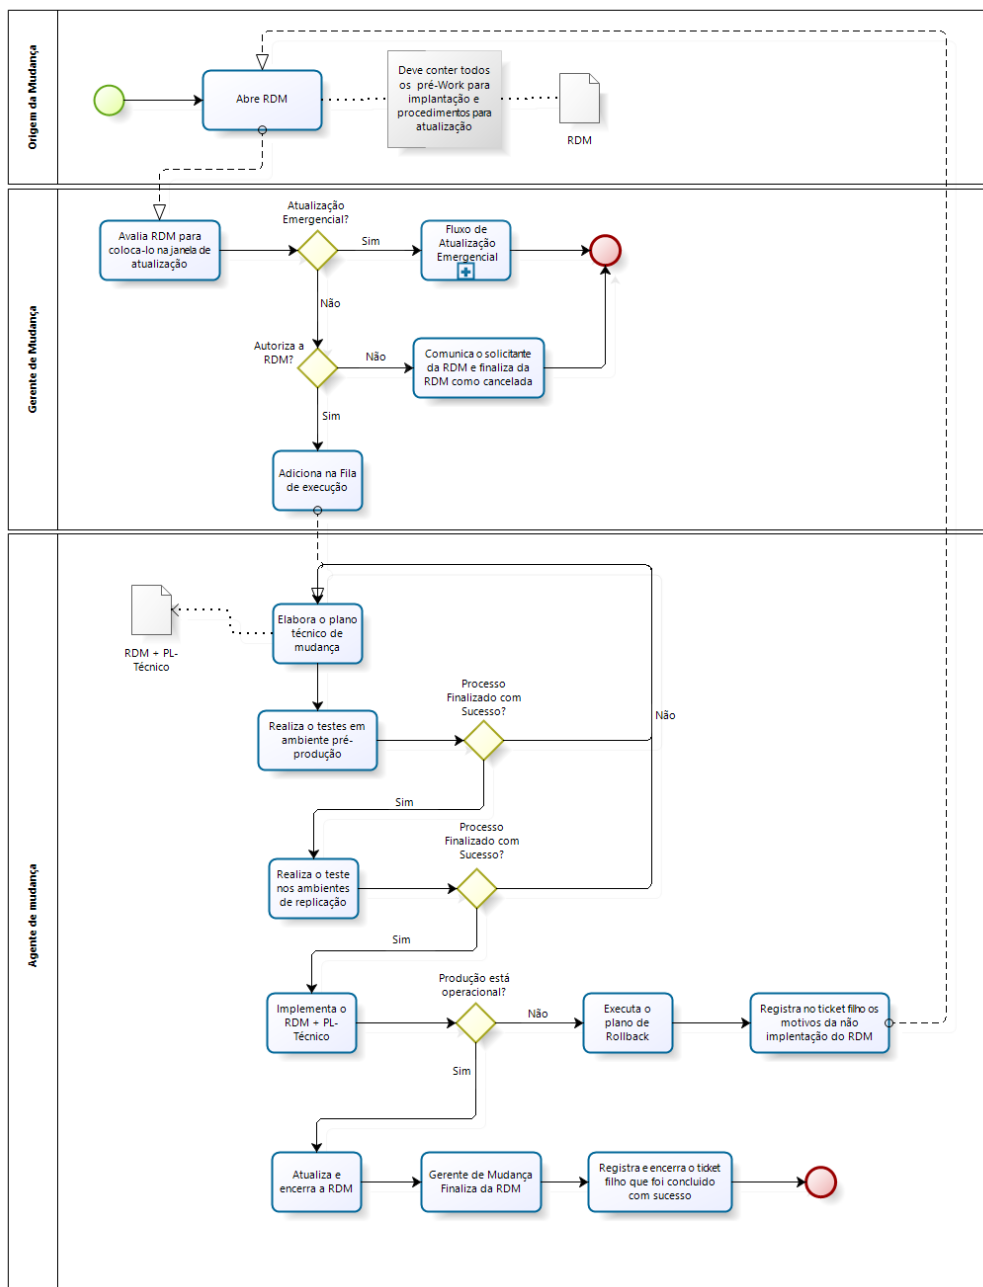 Origem da Mudança
Abre RDM
Deve conter todos
os pré-Work para
implantação e
procedimentos para
atualização
RDM
Gerente de Mudança
Avalia RDM para
coloca-lo na janela de
atualização
Atualização
Emergencial?
Sim
Fluxo de
Atualização
Emergencial
Não
Autoriza a
RDM?
Não
Comunica o solicitante
da RDM e finaliza da
RDM como cancelada
Sim
Adiciona na Fila
de execução
Agente de mudança
RDM + PL-
Técnico
Elabora o plano
técnico de
mudança
Realiza o testes em
ambiente pré-
produção
Processo
Finalizado com
Sucesso?
Não
Sim
Processo
Finalizado com
Sucesso?
Realiza o teste
nos ambientes
de replicação
Sim
Implementa o
RDM + PL-
Técnico
Produção está
operacional?
Não
Executa o
plano de
Rollback
Registra no ticket filho os
motivos da não
implentação do RDM
Sim
Atualiza e
encerra a RDM
Gerente de Mudança
Finaliza da RDM
Registra e encerra o ticket
filho que foi concluido
com sucesso